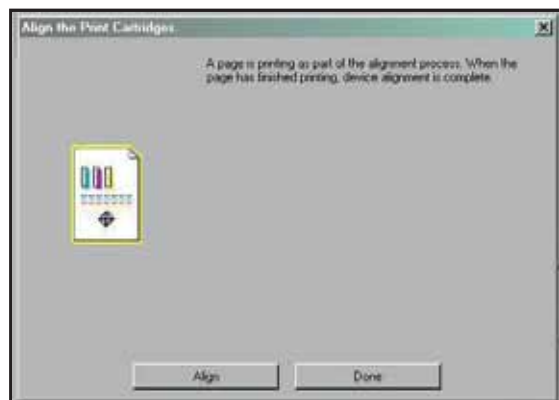 Align the Print Cartridges
A page is printing as part of the alignment process. When the
page has finished printing, device alignment is complete.
Align
Done